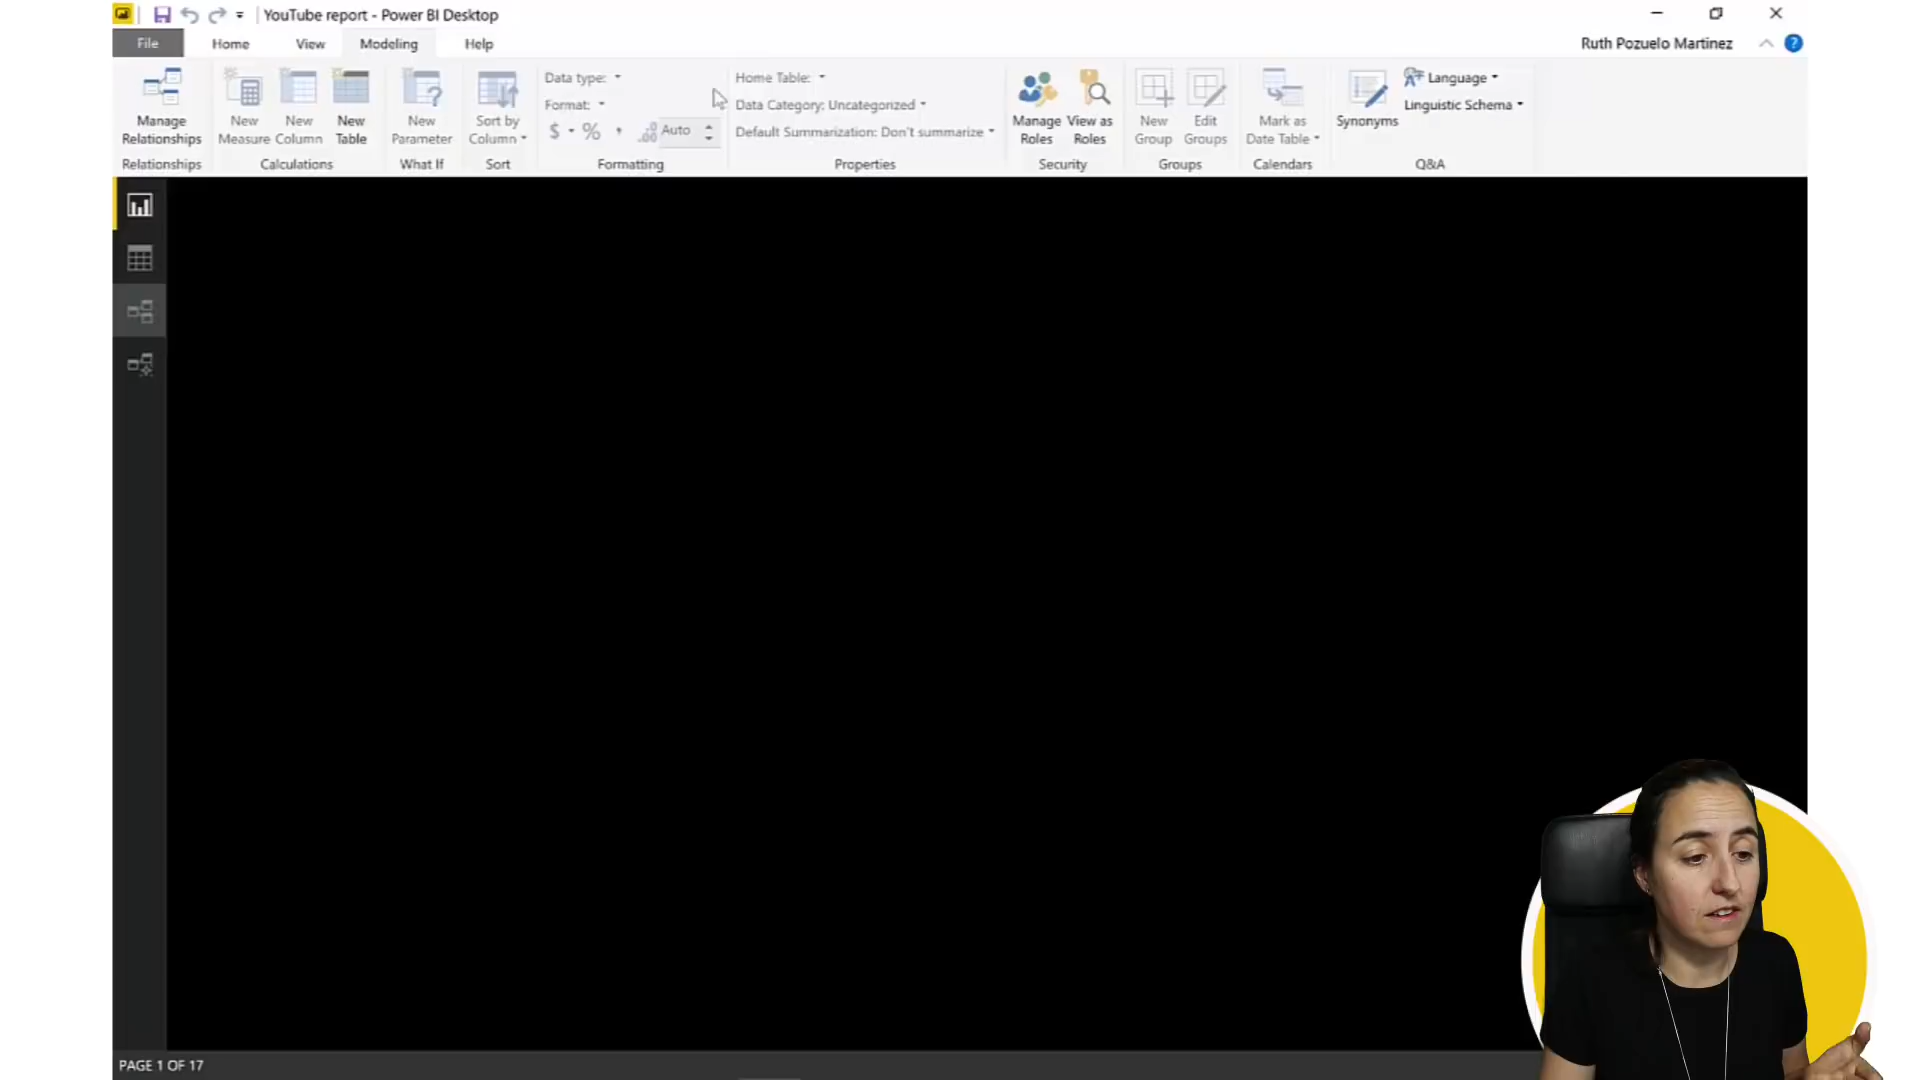 YouTube report - Power BI Desktop
File Home View Modeling Help Ruth Pozuelo Martinez ?
Manage Relationships
New Measure
New Column
New Table
New Parameter
Sort by Column
Data type:
Format:
$ % , .00 Auto
Home Table:
Data Category: Uncategorized
Default Summarization: Don't summarize
Manage Roles
View as Roles
New Group
Edit Groups
Mark as Date Table
Synonyms
Language
Linguistic Schema
Relationships Calculations What If Sort Formatting Properties Security Groups Calendars Q&A
PAGE 1 OF 17